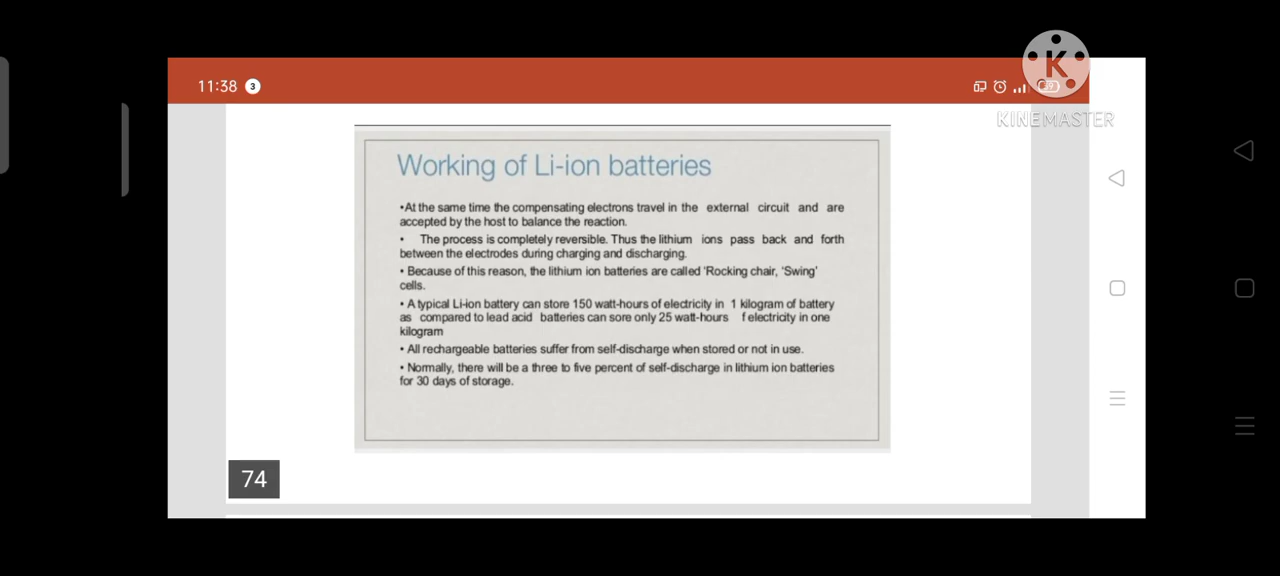 11:38 3
K
KINEMASTER
Working of Li-ion batteries
•At the same time the compensating electrons travel in the external circuit and are
accepted by the host to balance the reaction.
• The process is completely reversible. Thus the lithium ions pass back and forth
between the electrodes during charging and discharging.
• Because of this reason, the lithium ion batteries are called 'Rocking chair, 'Swing'
cells.
• A typical Li-ion battery can store 150 watt-hours of electricity in 1 kilogram of battery
as compared to lead acid batteries can sore only 25 watt-hours f electricity in one
kilogram
• All rechargeable batteries suffer from self-discharge when stored or not in use.
• Normally, there will be a three to five percent of self-discharge in lithium ion batteries
for 30 days of storage.
74